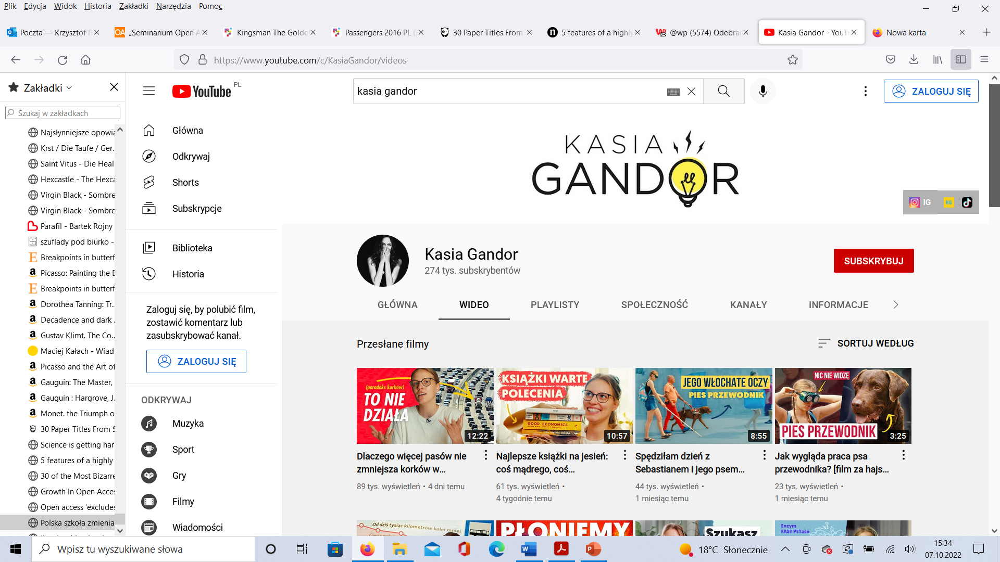 Plik Edycja Widok Historia Zakładki Narzędzia Pomoc
Poczta — Krzysztof P
„Seminarium Open A
Kingsman The Golde
Passengers 2016 PL (
30 Paper Titles From
5 features of a highly
@wp (5574) Odebra
Kasia Gandor - YouTu
Nowa karta
https://www.youtube.com/c/KasiaGandor/videos
Zakładki
Szukaj w zakładkach
Najsłynniejsze opowia
Krst / Die Taufe / Ger...
Saint Vitus - Die Heal
Hexcastle - The Hexca
Virgin Black - Sombre
Virgin Black - Sombre
Parafil - Bartek Rojny
szuflady pod biurko -
Breakpoints in butterf
Picasso: Painting the B
Breakpoints in butterf
Dorothea Tanning: Tr...
Decadence and dark ...
Gustav Klimt. The Co...
Maciej Kałach - Wiad
Picasso and the Art of
Gauguin: The Master,
Gauguin : Hargrove, J.
Monet. the Triumph o
30 Paper Titles From S
Science is getting har
5 features of a highly
30 of the Most Bizarre
Growth In Open Acces
Open access ‘excludes
Polska szkoła zmienia
YouTube PL
kasia gandor
ZALOGUJ SIĘ
Główna
Odkrywaj
Shorts
Subskrypcje
Biblioteka
Historia
Zaloguj się, by polubić film,
zostawić komentarz lub
zasubskrybować kanał.
ZALOGUJ SIĘ
ODKRYWAJ
Muzyka
Sport
Gry
Filmy
Wiadomości
KASIA
GANDOR
IG KG
Kasia Gandor
274 tys. subskrybentów
SUBSKRYBUJ
GŁÓWNA WIDEO PLAYLISTY SPOŁECZNOŚĆ KANAŁY INFORMACJE
Przesłane filmy
SORTUJ WEDŁUG
(paradoks korków)
TO NIE
DZIAŁA
12:22
Dlaczego więcej pasów nie
zmniejsza korków w...
89 tys. wyświetleń • 4 dni temu
KSIĄŻKI WARTE
POLECENIA
GOOD ECONOMICS
10:57
Najlepsze książki na jesień:
coś mądrego, coś...
61 tys. wyświetleń •
4 tygodnie temu
JEGO WŁOCHATE OCZY
PIES PRZEWODNIK
8:55
Spędziłam dzień z
Sebastianem i jego psem...
44 tys. wyświetleń •
1 miesiąc temu
NIC NIE WIDZĘ
PIES PRZEWODNIK
3:25
Jak wygląda praca psa
przewodnika? [film za hajs...
23 tys. wyświetleń •
1 miesiąc temu
Od dziś tysiąc kilometrów kolei mniej
PŁONIEMY
Szukasz
Enzym
FAST PETase
Wpisz tu wyszukiwane słowa
18°C Słonecznie
15:34
07.10.2022